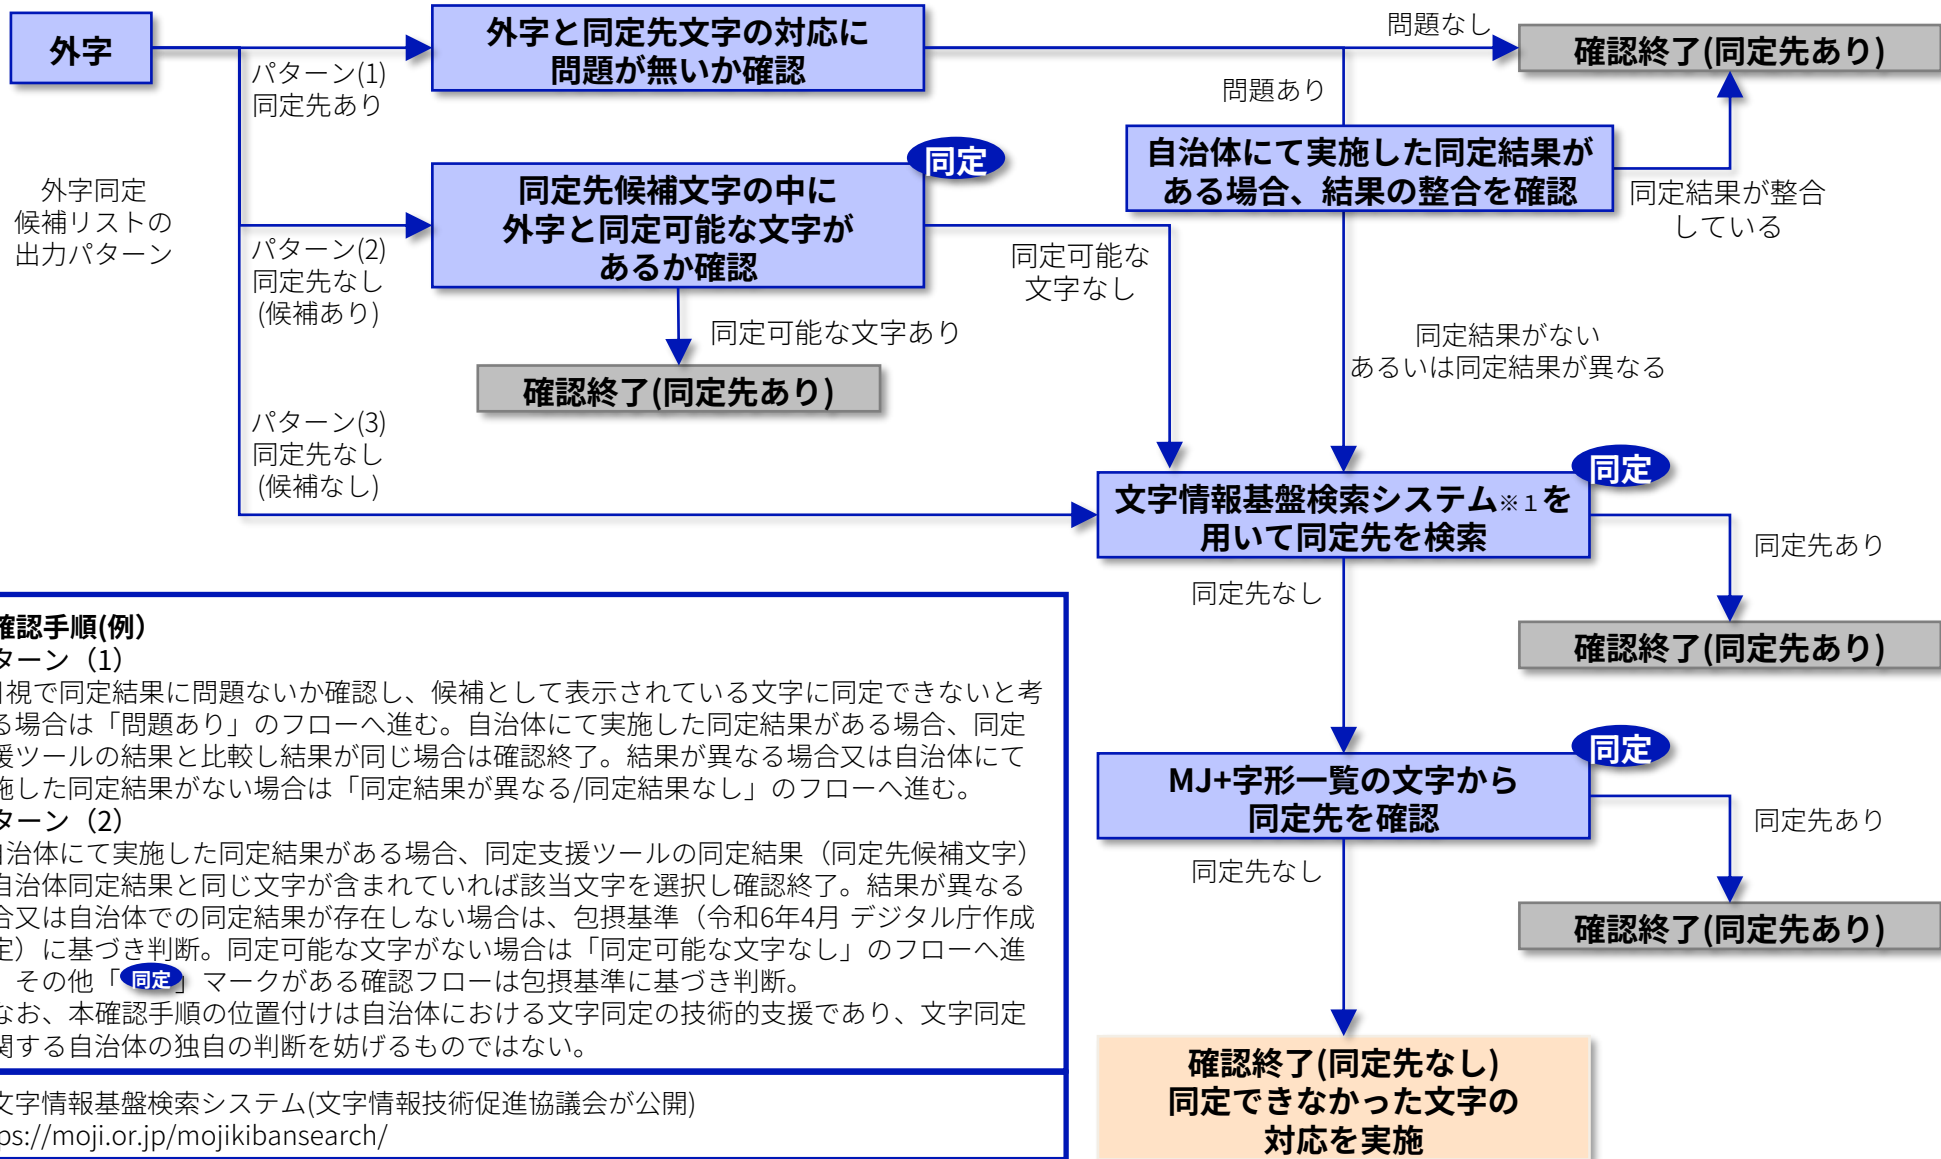 外字
外字と同定先文字の対応に
問題が無いか確認
問題なし
確認終了(同定先あり)
パターン(1)
同定先あり
問題あり
自治体にて実施した同定結果が
ある場合、結果の整合を確認
同定結果が整合
している
外字同定
候補リストの
出力パターン
同定
同定先候補文字の中に
外字と同定可能な文字が
あるか確認
パターン(2)
同定先なし
(候補あり)
同定可能な
文字なし
同定可能な文字あり
確認終了(同定先あり)
同定結果がない
あるいは同定結果が異なる
パターン(3)
同定先なし
(候補なし)
同定
文字情報基盤検索システム※1を
用いて同定先を検索
同定先あり
同定先なし
確認終了(同定先あり)
同定
MJ+字形一覧の文字から
同定先を確認
同定先あり
同定先なし
確認終了(同定先あり)
確認終了(同定先なし)
同定できなかった文字の
対応を実施
確認手順(例)
ターン（1）
視で同定結果に問題ないか確認し、候補として表示されている文字に同定できないと考
る場合は「問題あり」のフローへ進む。自治体にて実施した同定結果がある場合、同定
援ツールの結果と比較し結果が同じ場合は確認終了。結果が異なる場合又は自治体にて
施した同定結果がない場合は「同定結果が異なる/同定結果なし」のフローへ進む。
ターン（2）
治体にて実施した同定結果がある場合、同定支援ツールの同定結果（同定先候補文字）
自治体同定結果と同じ文字が含まれていれば該当文字を選択し確認終了。結果が異なる
合又は自治体での同定結果が存在しない場合は、包摂基準（令和6年4月 デジタル庁作成
定）に基づき判断。同定可能な文字がない場合は「同定可能な文字なし」のフローへ進
その他「同定」マークがある確認フローは包摂基準に基づき判断。
なお、本確認手順の位置付けは自治体における文字同定の技術的支援であり、文字同定
関する自治体の独自の判断を妨げるものではない。
文字情報基盤検索システム(文字情報技術促進協議会が公開)
ps://moji.or.jp/mojikibansearch/